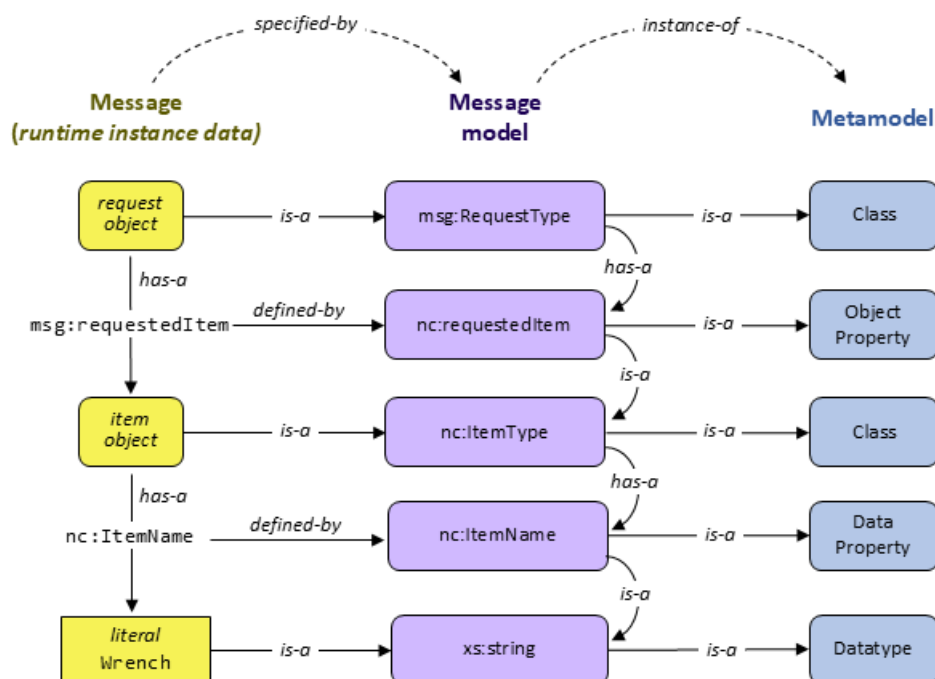 specified-by
instance-of
Message
(runtime instance data)
Message
model
Metamodel
request
object
is-a
msg:RequestType
is-a
Class
has-a
has-a
msg:requestedItem
defined-by
nc:requestedItem
is-a
Object
Property
is-a
item
object
is-a
nc:ItemType
is-a
Class
has-a
has-a
nc:ItemName
defined-by
nc:ItemName
is-a
Data
Property
is-a
literal
Wrench
is-a
xs:string
is-a
Datatype